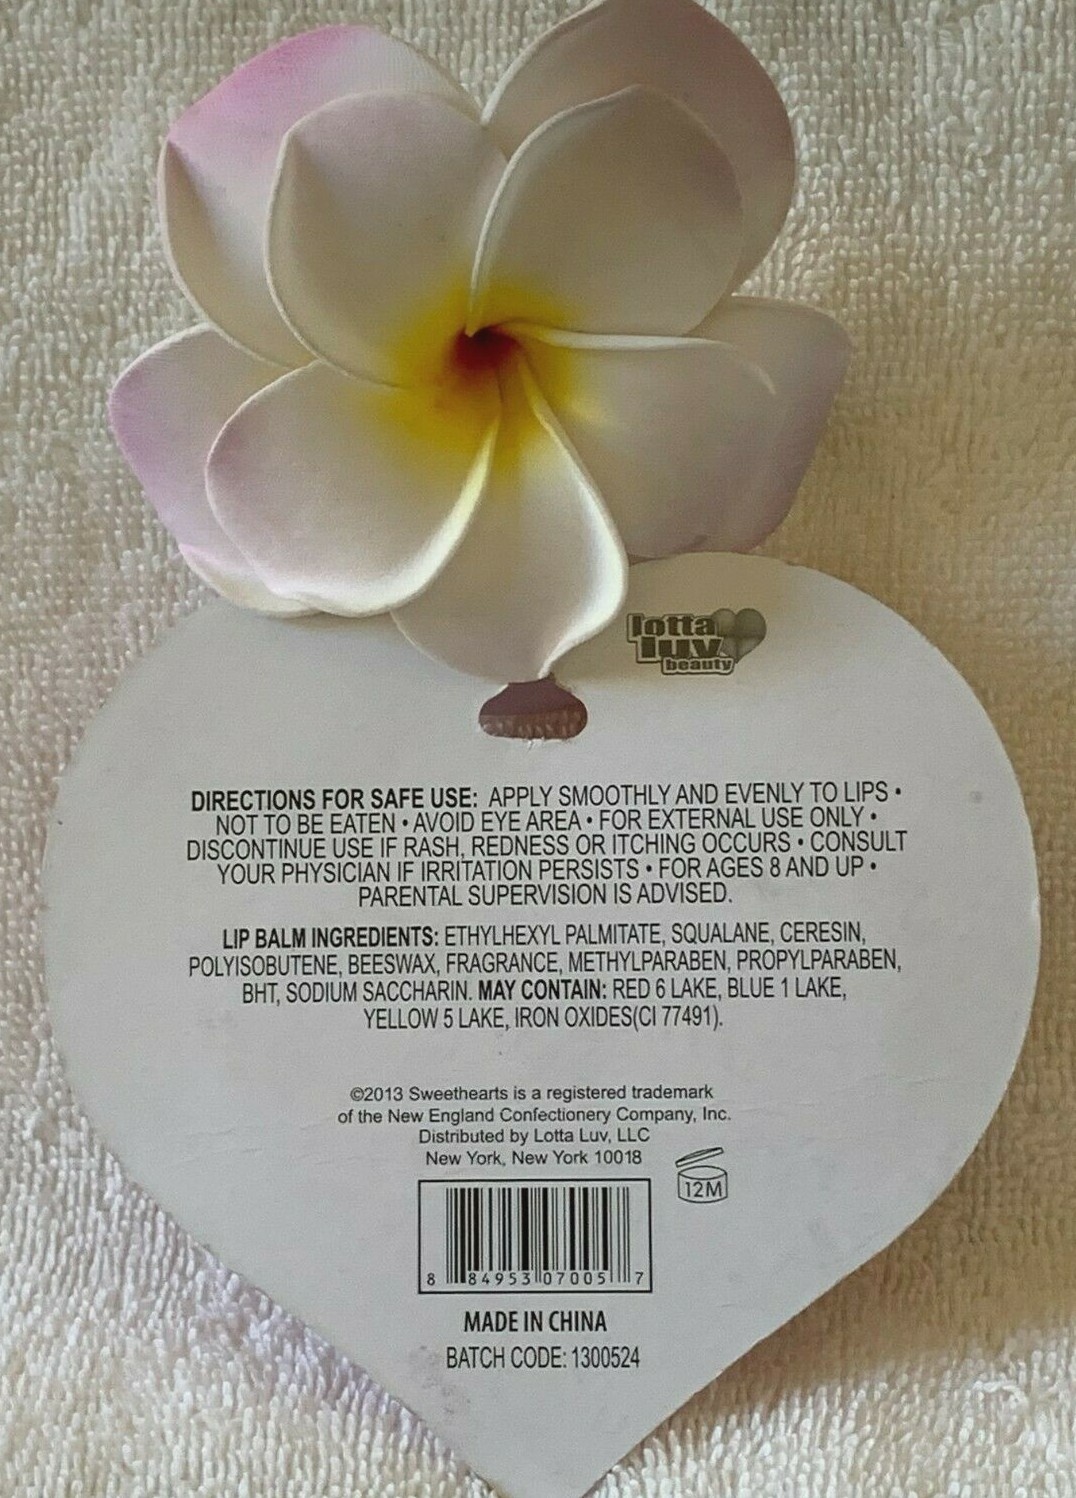 lotta
luv
beauty
DIRECTIONS FOR SAFE USE: APPLY SMOOTHLY AND EVENLY TO LIPS •
NOT TO BE EATEN • AVOID EYE AREA • FOR EXTERNAL USE ONLY •
DISCONTINUE USE IF RASH, REDNESS OR ITCHING OCCURS • CONSULT
YOUR PHYSICIAN IF IRRITATION PERSISTS • FOR AGES 8 AND UP •
PARENTAL SUPERVISION IS ADVISED.
LIP BALM INGREDIENTS: ETHYLHEXYL PALMITATE, SQUALANE, CERESIN,
POLYISOBUTENE, BEESWAX, FRAGRANCE, METHYLPARABEN, PROPYLPARABEN,
BHT, SODIUM SACCHARIN. MAY CONTAIN: RED 6 LAKE, BLUE 1 LAKE,
YELLOW 5 LAKE, IRON OXIDES(CI 77491).
©2013 Sweethearts is a registered trademark
of the New England Confectionery Company, Inc.
Distributed by Lotta Luv, LLC
New York, New York 10018
12M
8 84953 07005 7
MADE IN CHINA
BATCH CODE: 1300524